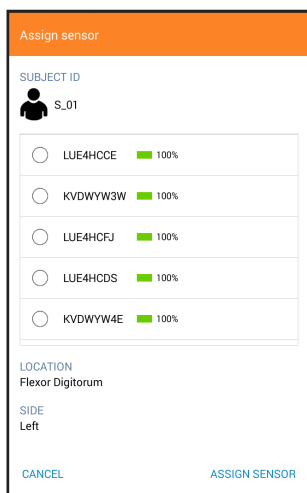 Assign sensor
SUBJECT ID
S_01
LUE4HCCE 100%
KVDWYW3W 100%
LUE4HCFJ 100%
LUE4HCDS 100%
KVDWYW4E 100%
LOCATION
Flexor Digitorum
SIDE
Left
CANCEL ASSIGN SENSOR